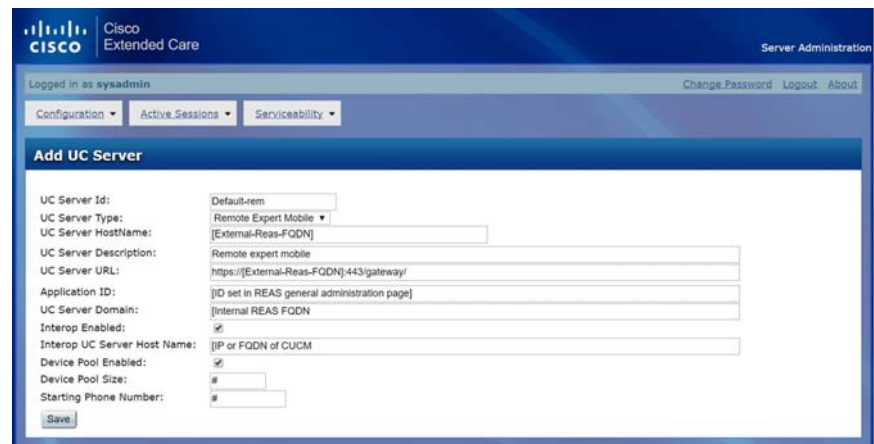 Cisco
CISCO Extended Care
Server Administration
Logged in as sysadmin Change Password Logout About
Configuration Active Sessions Serviceability
Add UC Server
UC Server Id: Default-rem
UC Server Type: Remote Expert Mobile
UC Server HostName: [External-Reas-FQDN]
UC Server Description: Remote expert mobile
UC Server URL: https://[External-Reas-FQDN]:443/gateway/
Application ID: [ID set in REAS general administration page]
UC Server Domain: [Internal REAS FQDN
Interop Enabled:
Interop UC Server Host Name: [IP or FQDN of CUCM
Device Pool Enabled:
Device Pool Size: #
Starting Phone Number: #
Save